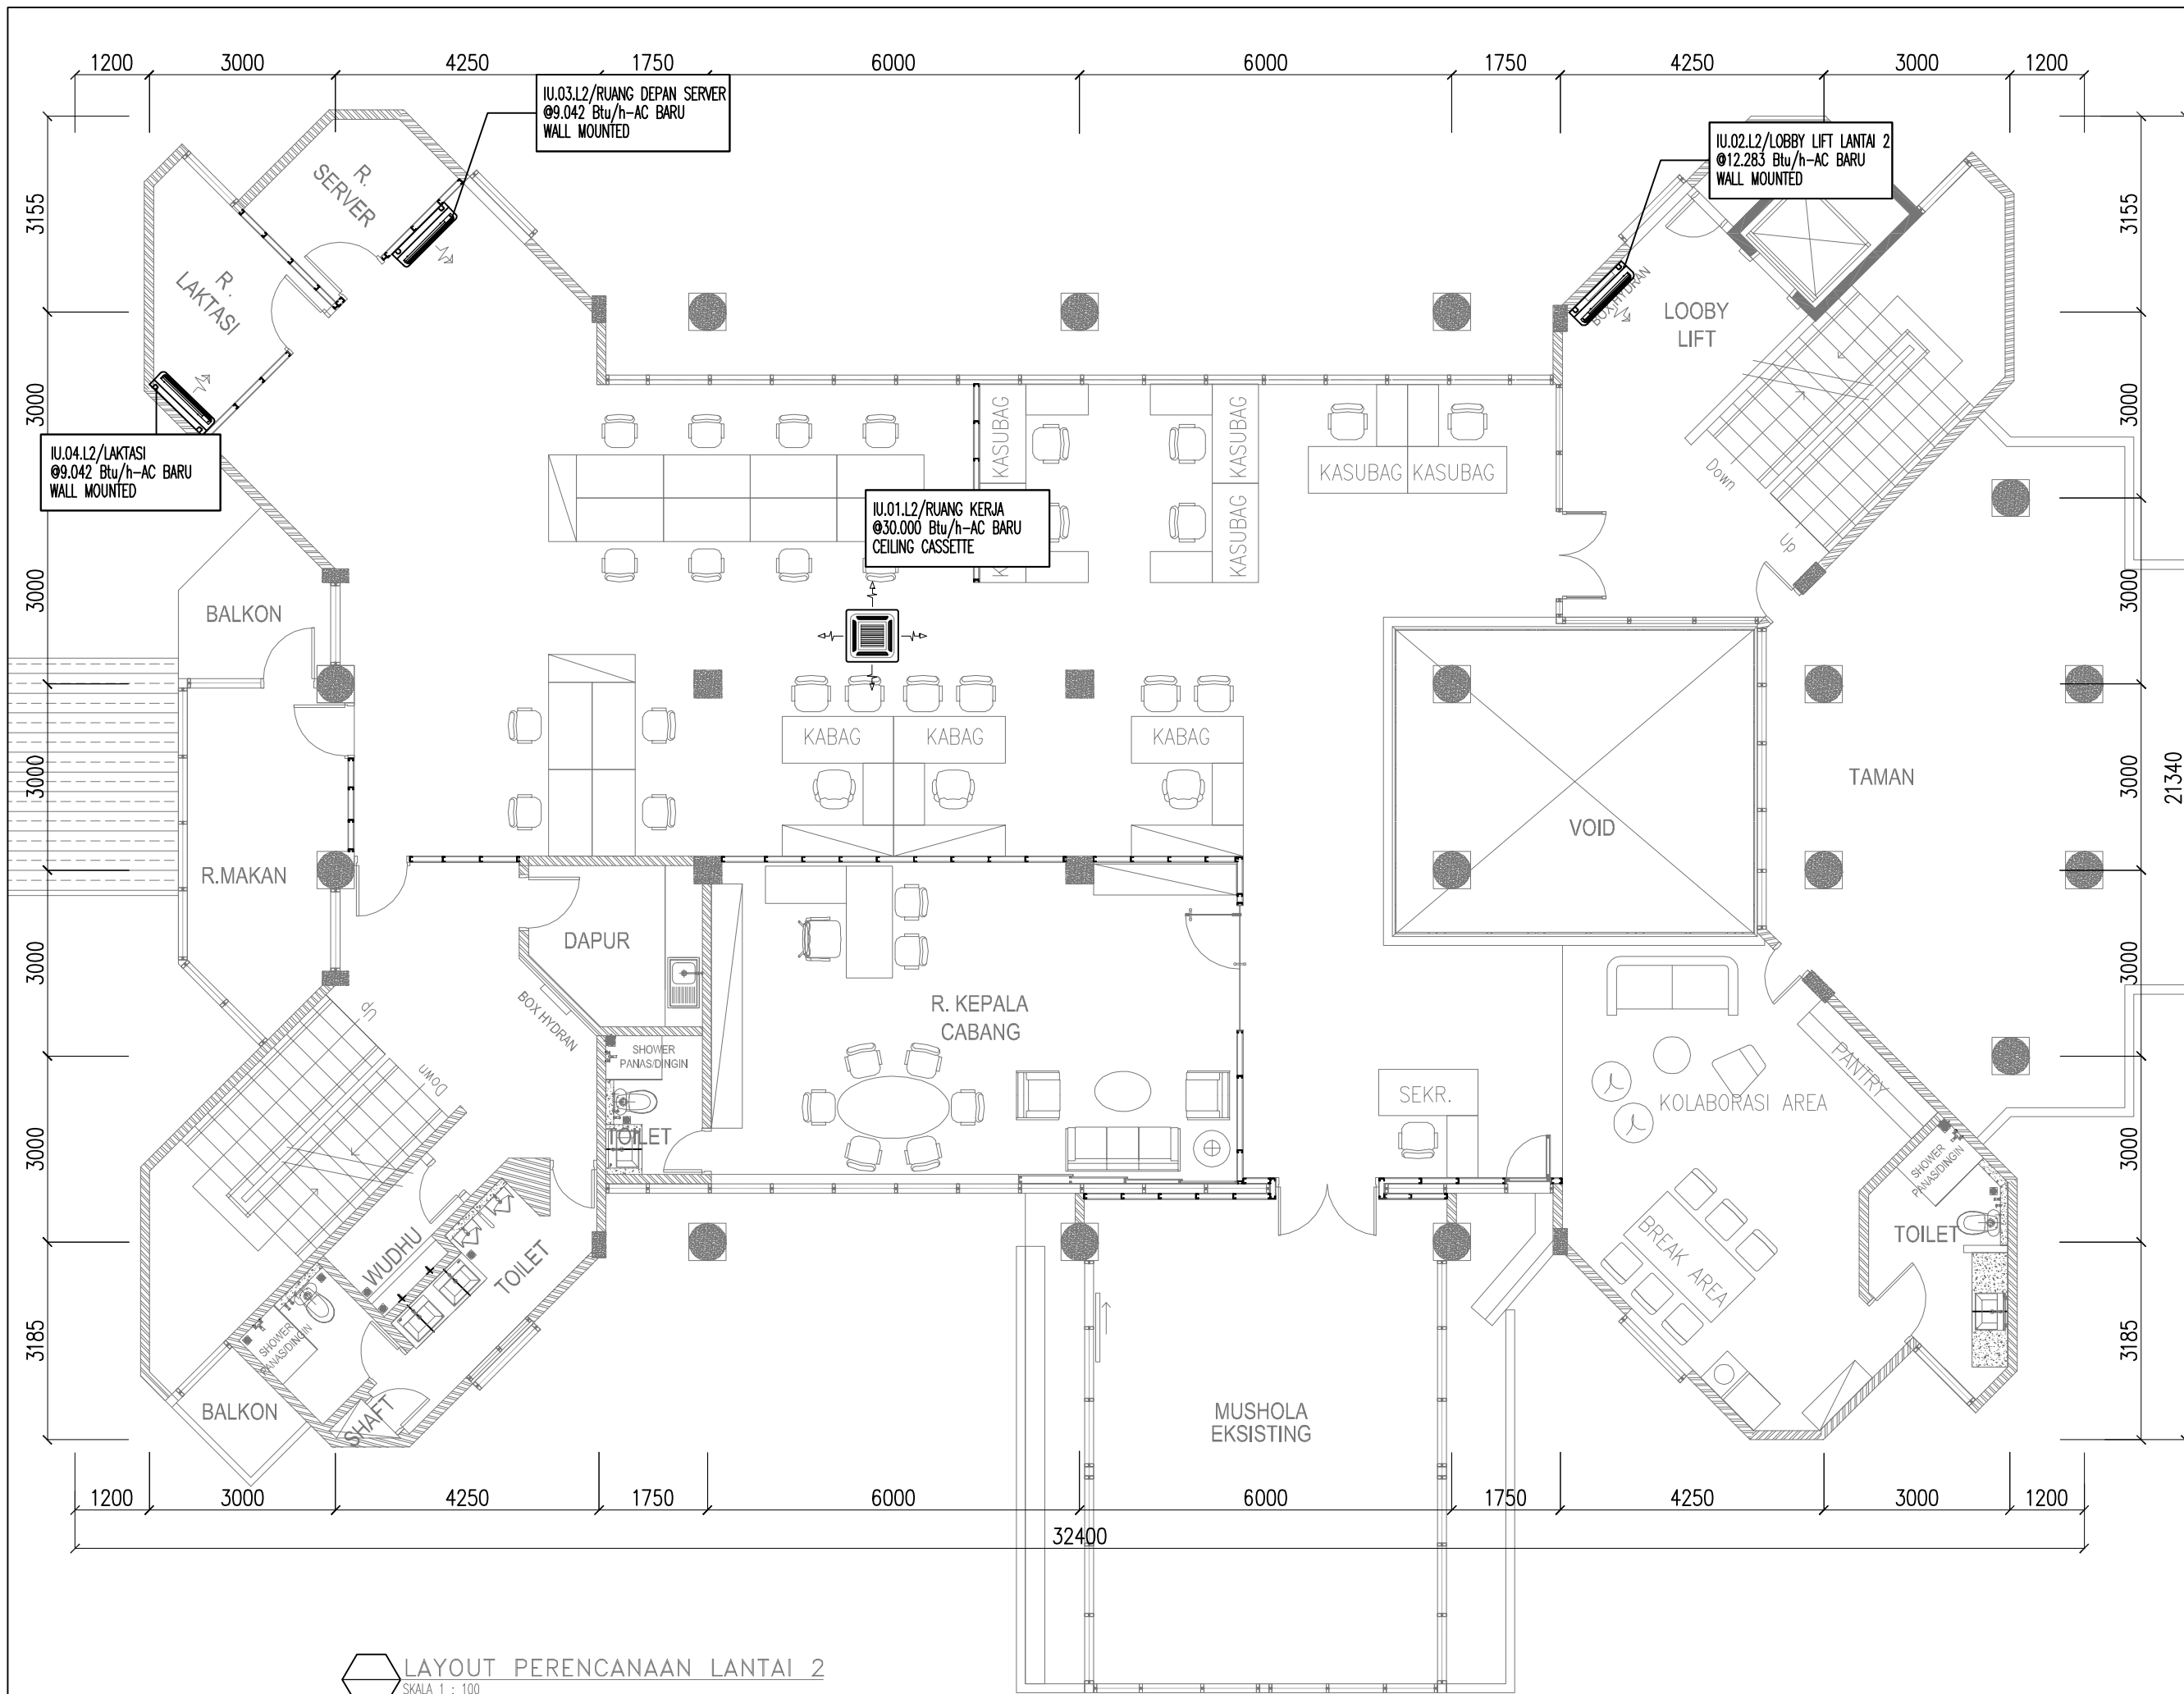 1200 3000 4250 1750 6000 6000 1750 4250 3000 1200
IU.03.L2/RUANG DEPAN SERVER
@9.042 Btu/h-AC BARU
WALL MOUNTED
IU.02.L2/LOBBY LIFT LANTAI 2
@12.283 Btu/h-AC BARU
WALL MOUNTED
3155
R.
SERVER
3155
R.
LAKTASI
BOX HYDRAN
LOOBY
LIFT
3000
3000
IU.04.L2/LAKTASI
@9.042 Btu/h-AC BARU
WALL MOUNTED
KASUBAG
KASUBAG
KASUBAG
KASUBAG
KASUBAG
Down
Up
IU.01.L2/RUANG KERJA
@30.000 Btu/h-AC BARU
CEILING CASSETTE
3000
3000
BALKON
KABAG
KABAG
KABAG
3000
3000
21340
TAMAN
VOID
R.MAKAN
DAPUR
3000
3000
BOX HYDRAN
R. KEPALA
CABANG
Up
Down
SHOWER
PANAS/DINGIN
TOILET
SEKR.
PANTRY
KOLABORASI AREA
3000
3000
SHOWER
PANAS/DINGIN
TOILET
BREAK AREA
WUDHU
TOILET
SHOWER
PANAS/DINGIN
3185
3185
BALKON
SHAFT
MUSHOLA
EKSISTING
1200 3000 4250 1750 6000 6000 1750 4250 3000 1200
32400
LAYOUT PERENCANAAN LANTAI 2
SKALA 1 : 100